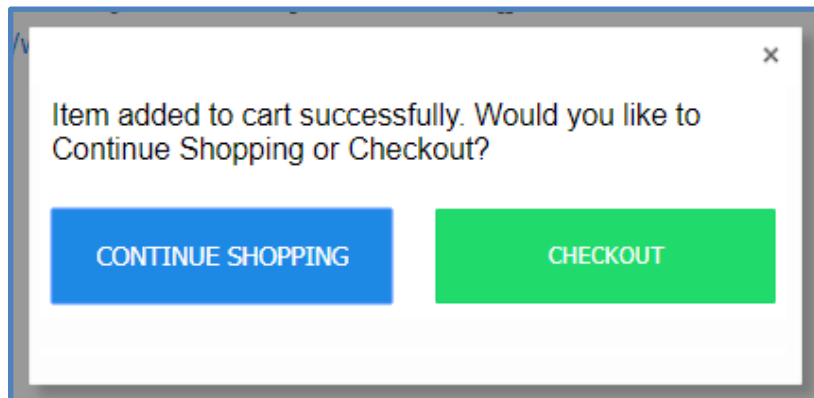 ×
Item added to cart successfully. Would you like to
Continue Shopping or Checkout?
CONTINUE SHOPPING
CHECKOUT